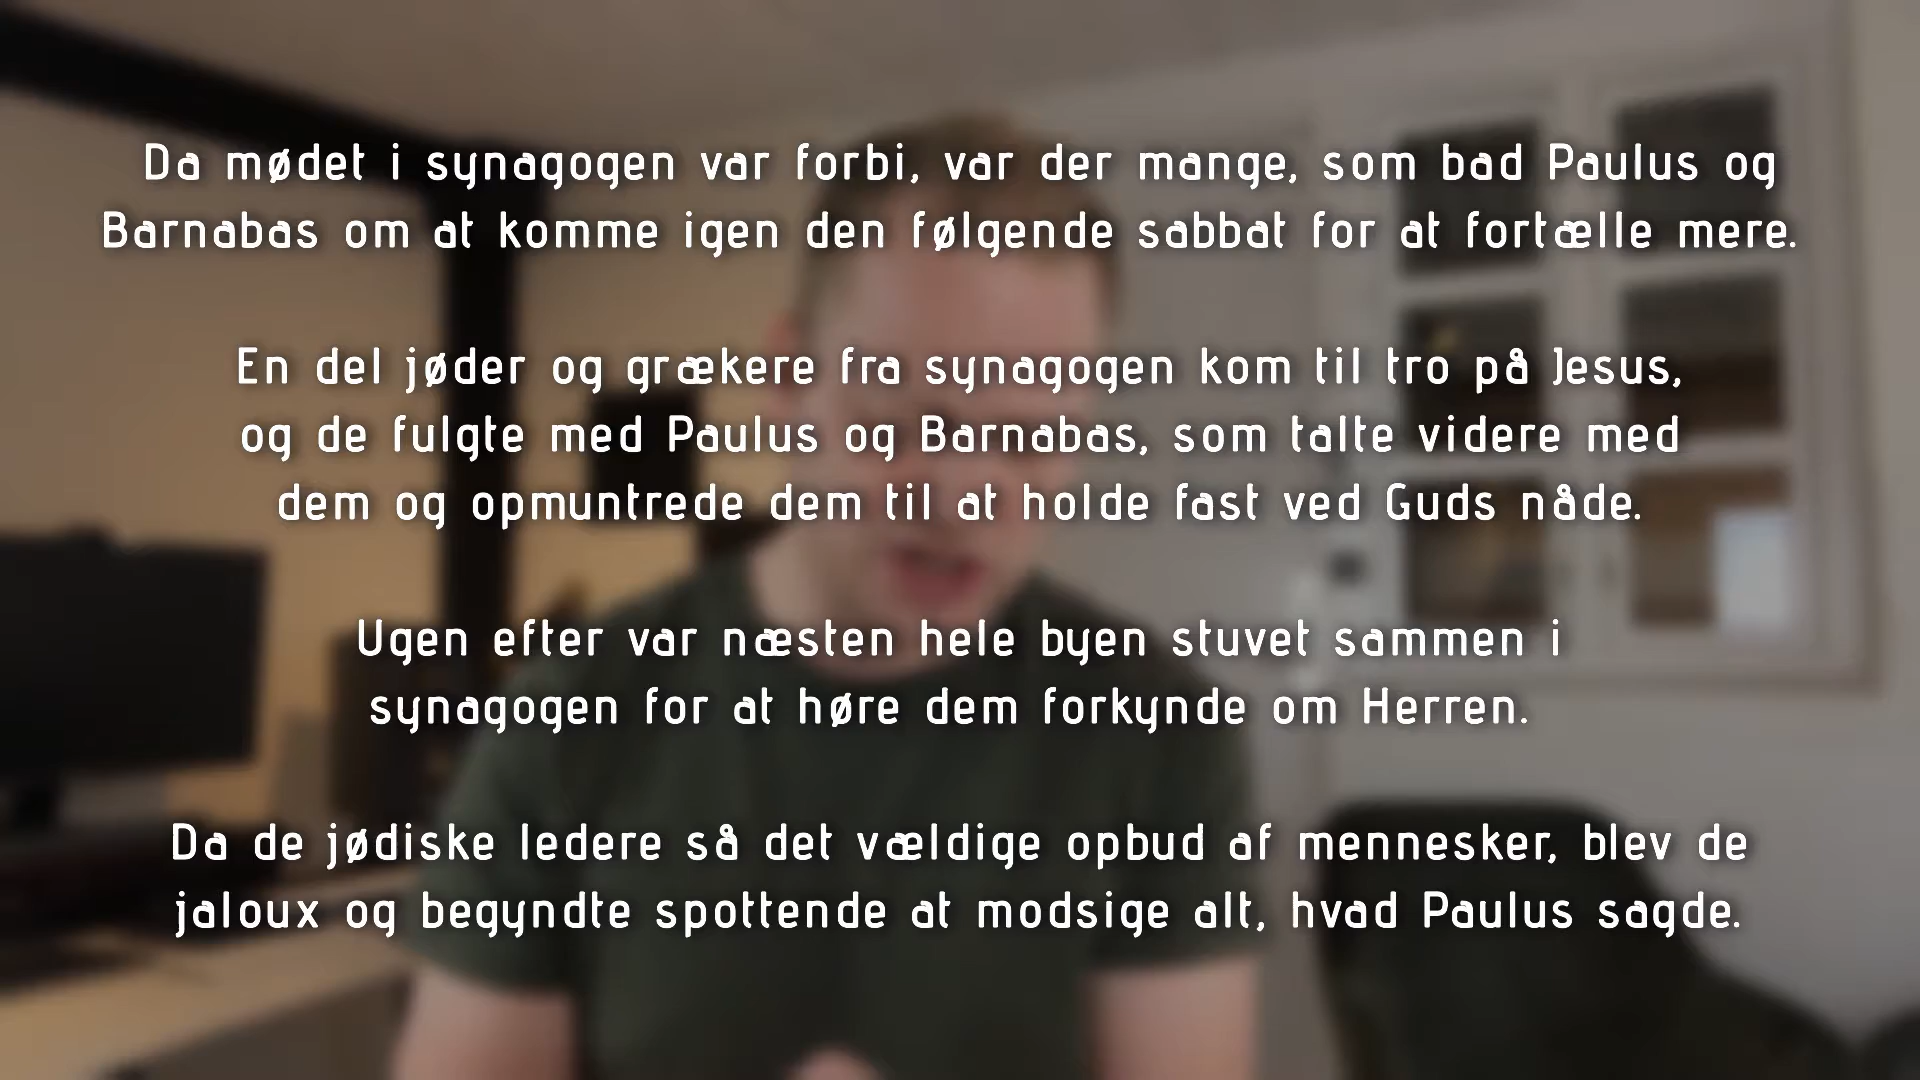 Da mødet i synagogen var forbi, var der mange, som bad Paulus og
Barnabas om at komme igen den følgende sabbat for at fortælle mere.
En del jøder og grækere fra synagogen kom til tro på Jesus,
og de fulgte med Paulus og Barnabas, som talte videre med
dem og opmuntrede dem til at holde fast ved Guds nåde.
Ugen efter var næsten hele byen stuvet sammen i
synagogen for at høre dem forkynde om Herren.
Da de jødiske ledere så det vældige opbud af mennesker, blev de
jaloux og begyndte spottende at modsige alt, hvad Paulus sagde.